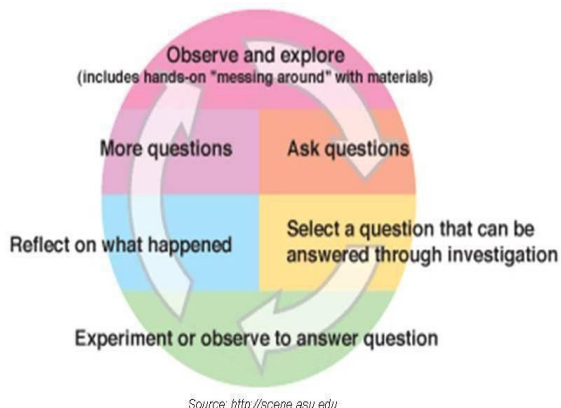 Observe and explore
(includes hands-on "messing around" with materials)
More questions
Ask questions
Reflect on what happened
Select a question that can be
answered through investigation
Experiment or observe to answer question
Source: http://scene.asu.edu